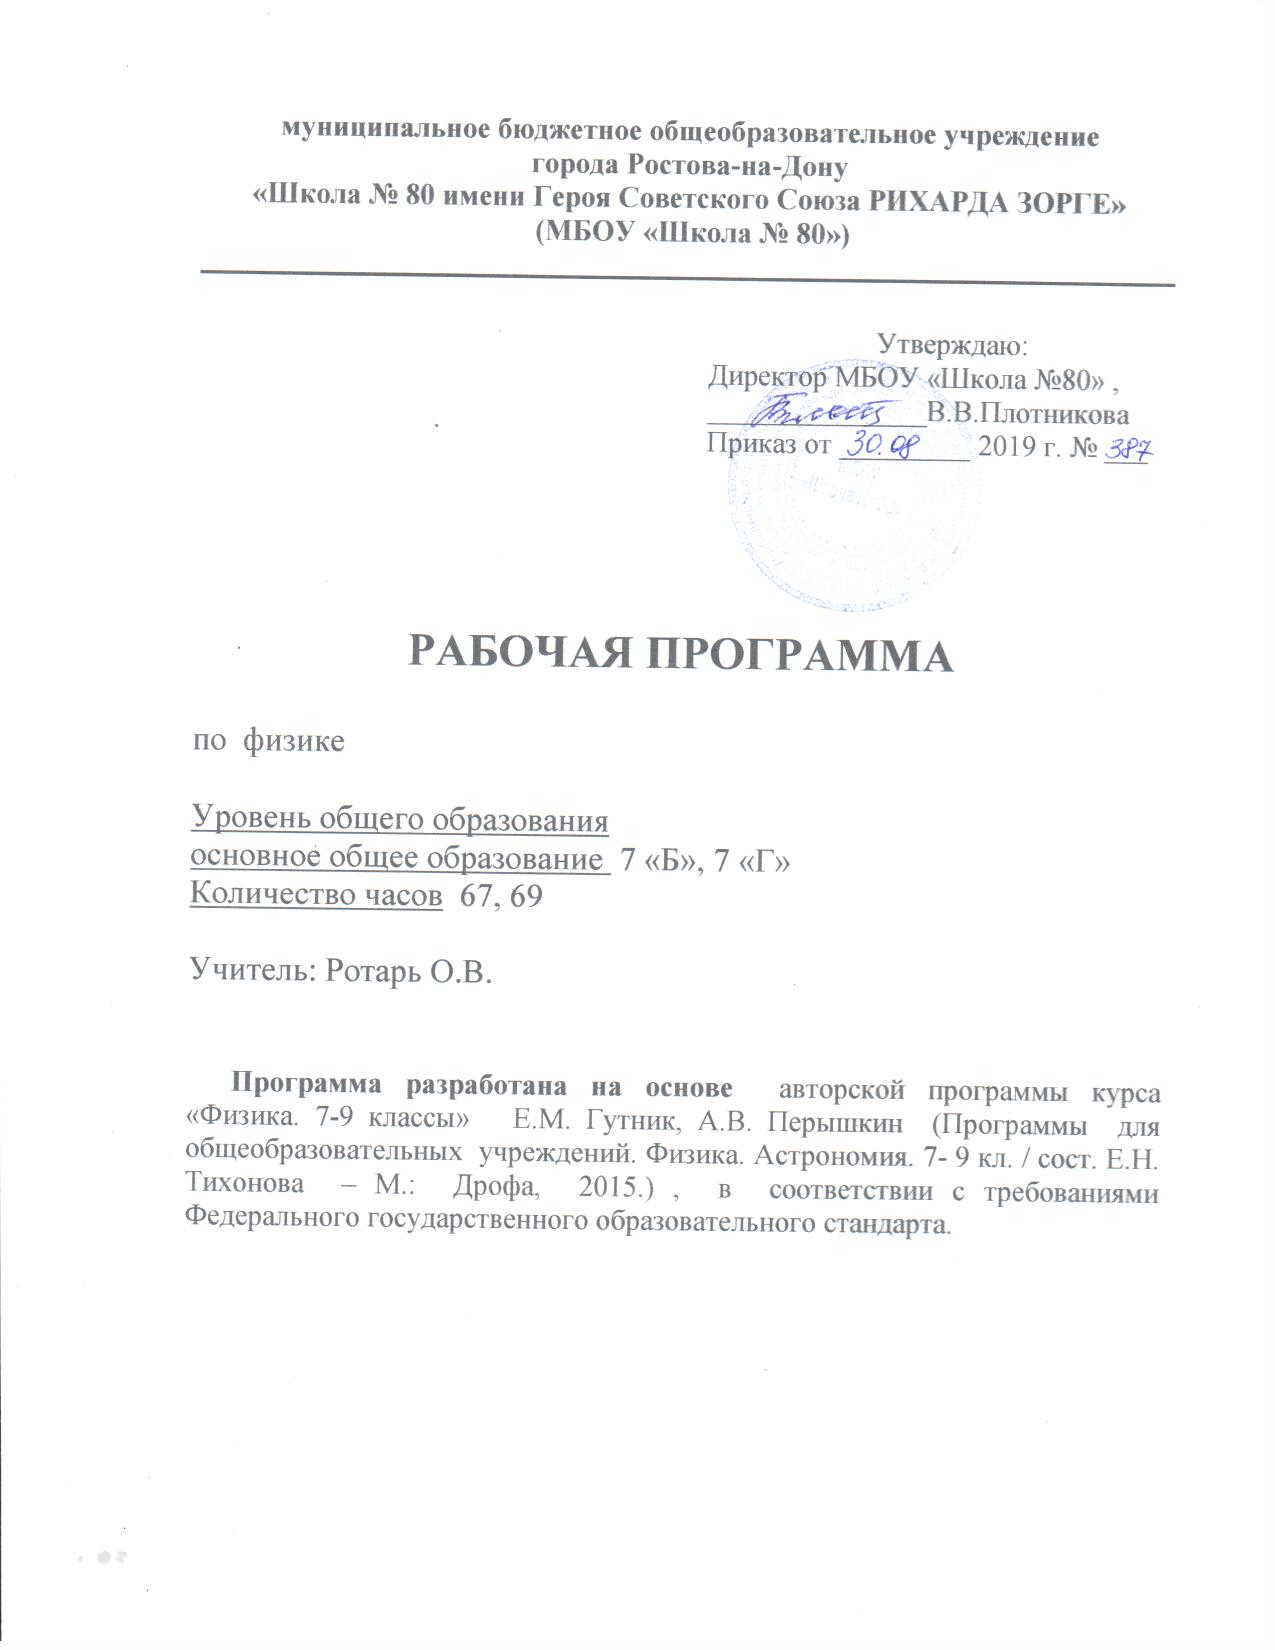 муниципальное бюджетное общеобразовательное учреждение
города Ростова-на-Дону
«Школа № 80 имени Героя Советского Союза РИХАРДА ЗОРГЕ»
(МБОУ «Школа № 80»)
Утверждаю:
Директор МБОУ «Школа №80» ,
В.В.Плотникова
Приказ от 30.08 2019 г. № 387
«Школа № 80»
РАБОЧАЯ ПРОГРАММА
по физике
Уровень общего образования
основное общее образование 7 «Б», 7 «Г»
Количество часов 67, 69
Учитель: Ротарь О.В.
Программа разработана на основе авторской программы курса
«Физика. 7-9 классы» Е.М. Гутник, А.В. Перышкин (Программы для
общеобразовательных учреждений. Физика. Астрономия. 7- 9 кл. / сост. Е.Н.
Тихонова – М.: Дрофа, 2015.) , в соответствии с требованиями
Федерального государственного образовательного стандарта.